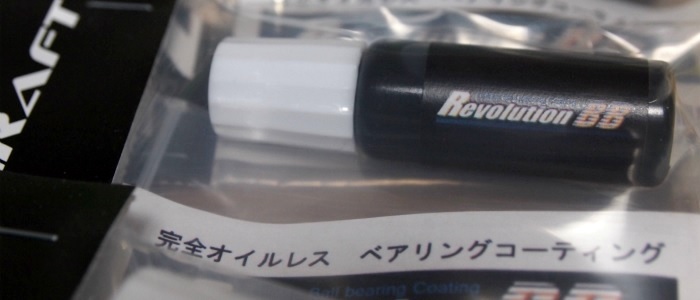 RAFT
Revolution BB
完全オイルレス ベアリングコーティング
Ball bearing Coating
BB